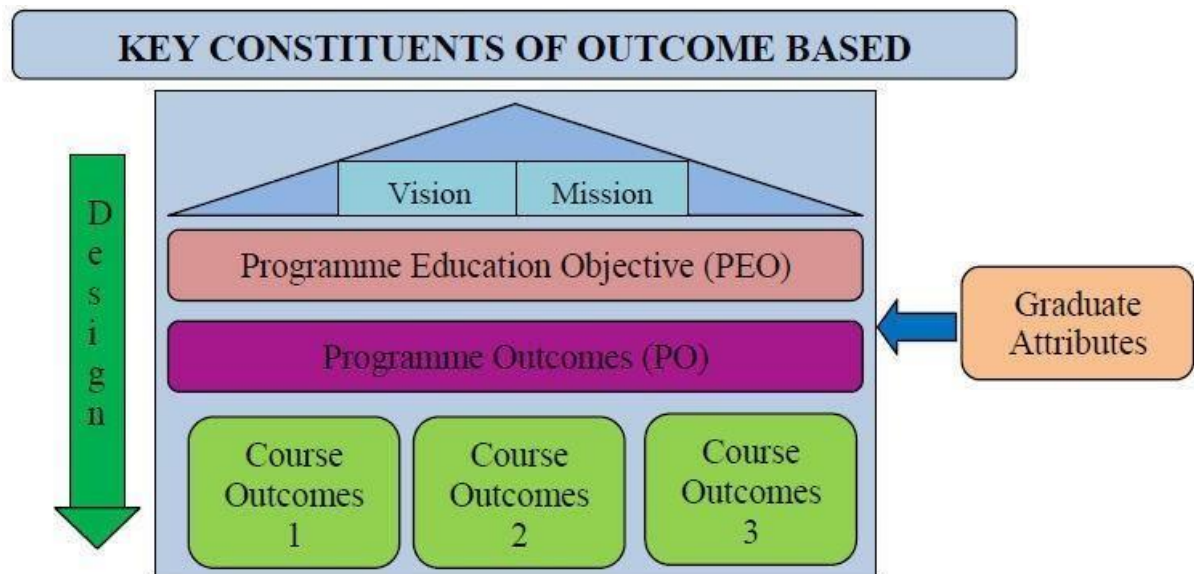 KEY CONSTITUENTS OF OUTCOME BASED
Design
Vision
Mission
Programme Education Objective (PEO)
Programme Outcomes (PO)
Graduate
Attributes
Course
Outcomes
1
Course
Outcomes
2
Course
Outcomes
3